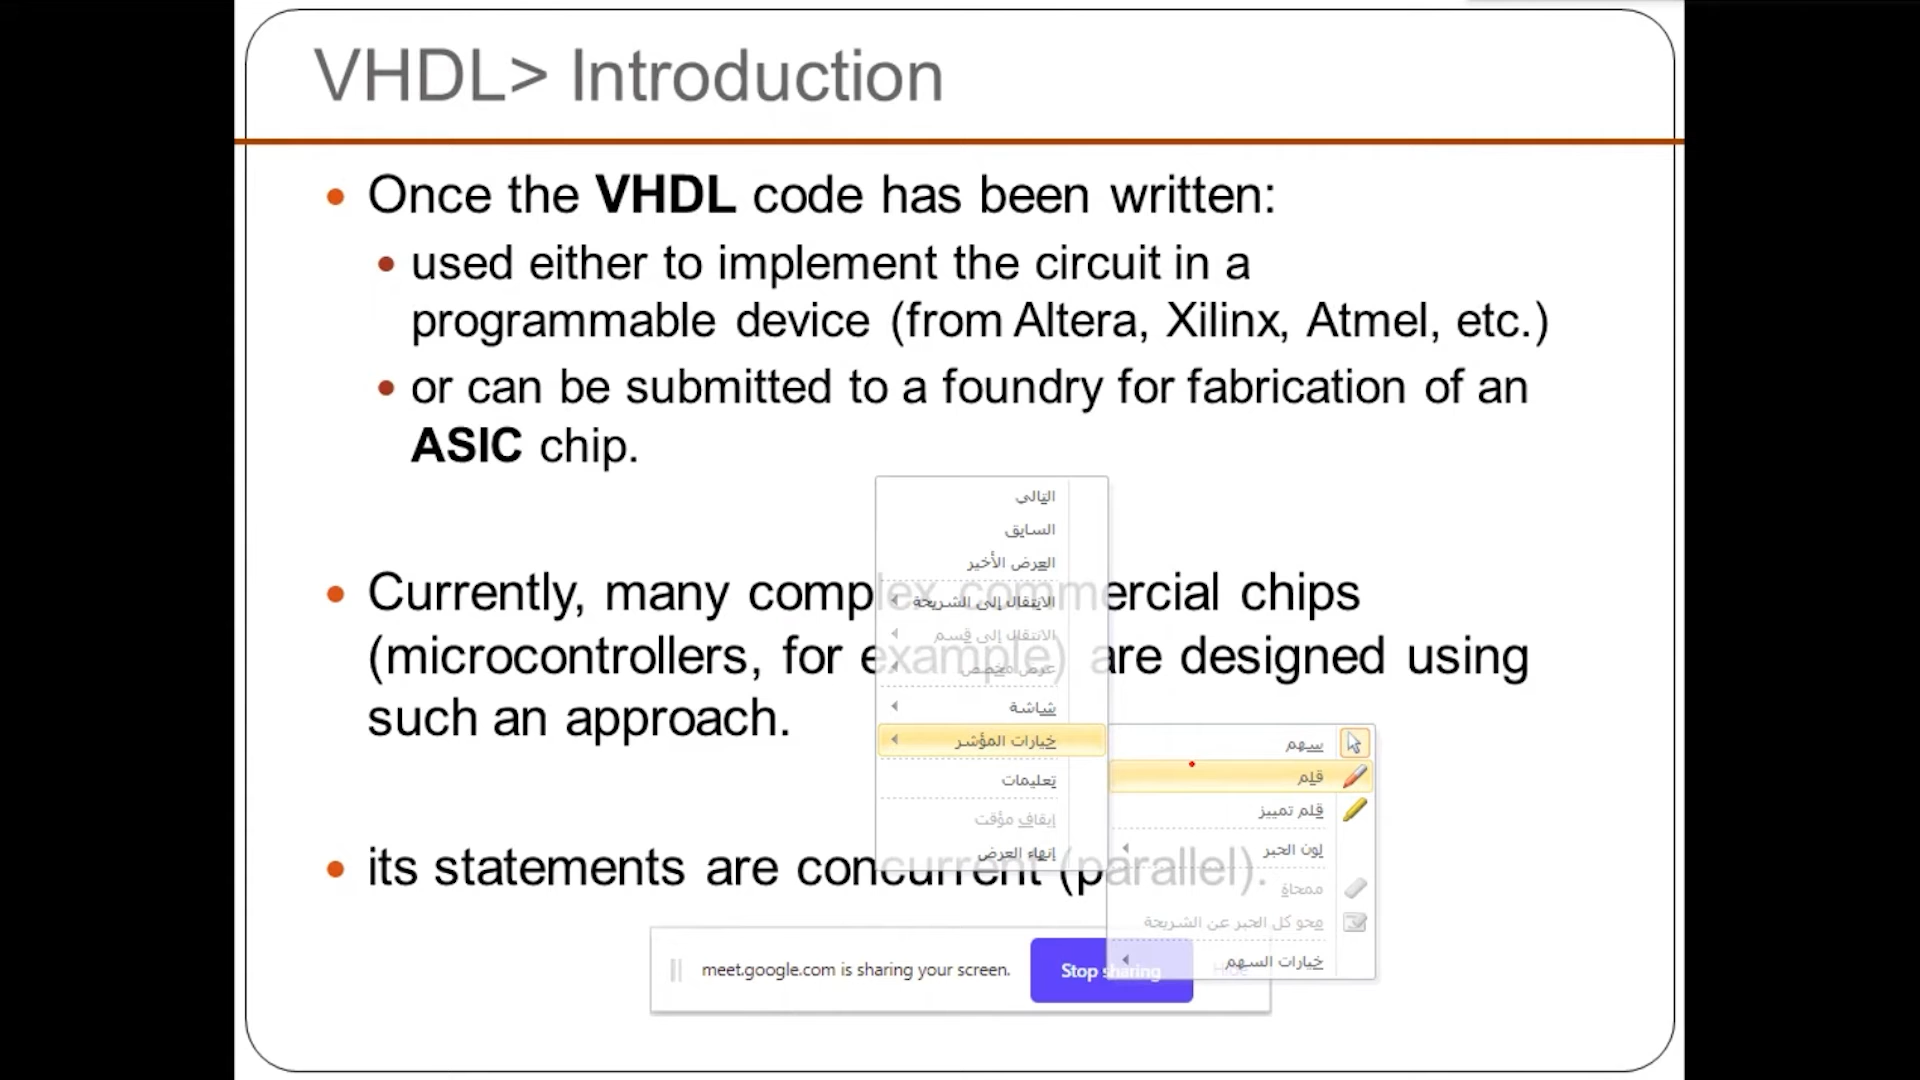 VHDL> Introduction
Once the VHDL code has been written:
used either to implement the circuit in a
programmable device (from Altera, Xilinx, Atmel, etc.)
or can be submitted to a foundry for fabrication of an
ASIC chip.
Currently, many complex commercial chips
(microcontrollers, for example) are designed using
such an approach.
its statements are concurrent (parallel).
التالي
السابق
العرض الأخير
الانتقال إلى الشريحة
الانتقال إلى قسم
عرض مخصص
شاشة
خيارات المؤشر
تعليمات
إيقاف مؤقت
إنهاء العرض
سهم
قلم
قلم تمييز
لون الحبر
ممحاة
محو كل الحبر عن الشريحة
خيارات السهم
meet.google.com is sharing your screen.
Stop sharing
Hide